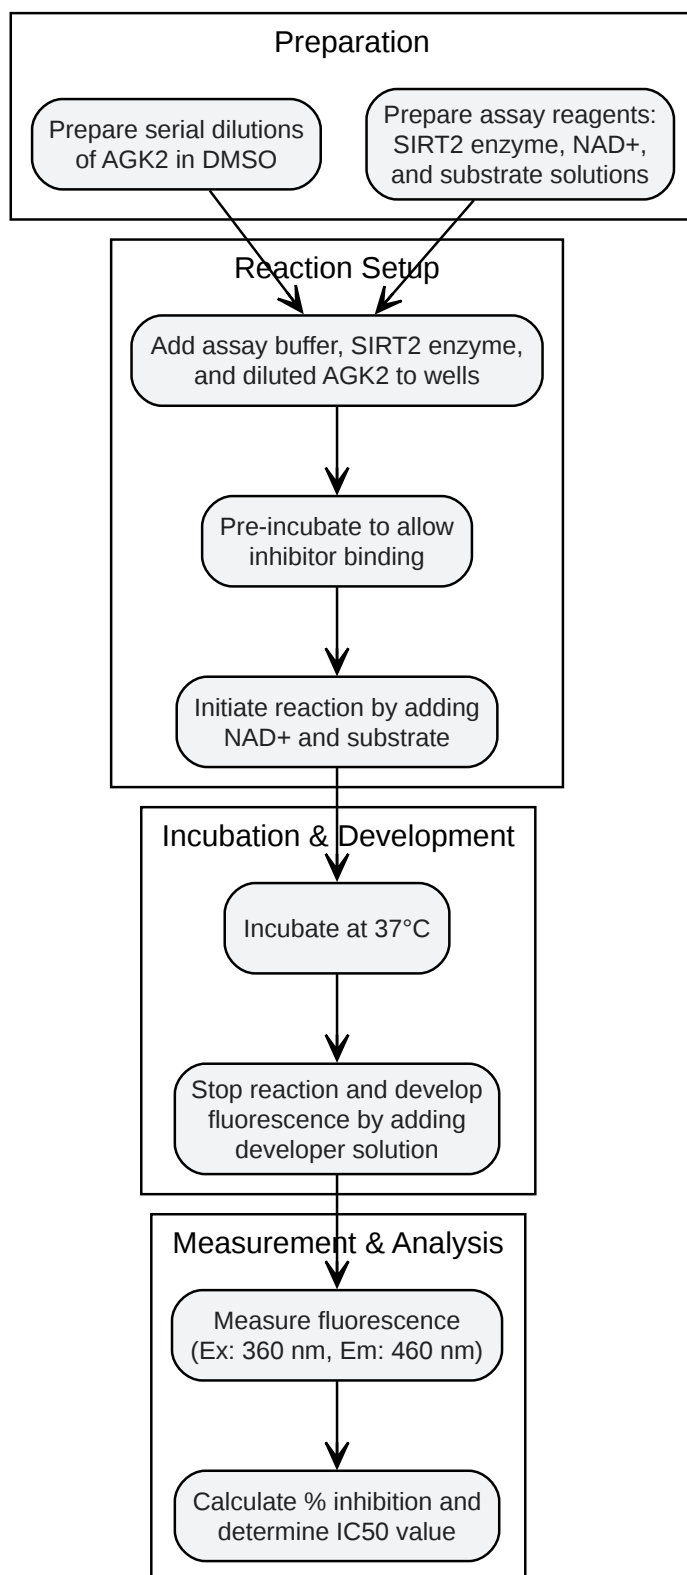 Preparation
Prepare serial dilutions
of AGK2 in DMSO
Prepare assay reagents:
SIRT2 enzyme, NAD+,
and substrate solutions
Reaction Setup
Add assay buffer, SIRT2 enzyme,
and diluted AGK2 to wells
Pre-incubate to allow
inhibitor binding
Initiate reaction by adding
NAD+ and substrate
Incubation & Development
Incubate at 37°C
Stop reaction and develop
fluorescence by adding
developer solution
Measurement & Analysis
Measure fluorescence
(Ex: 360 nm, Em: 460 nm)
Calculate % inhibition and
determine IC50 value